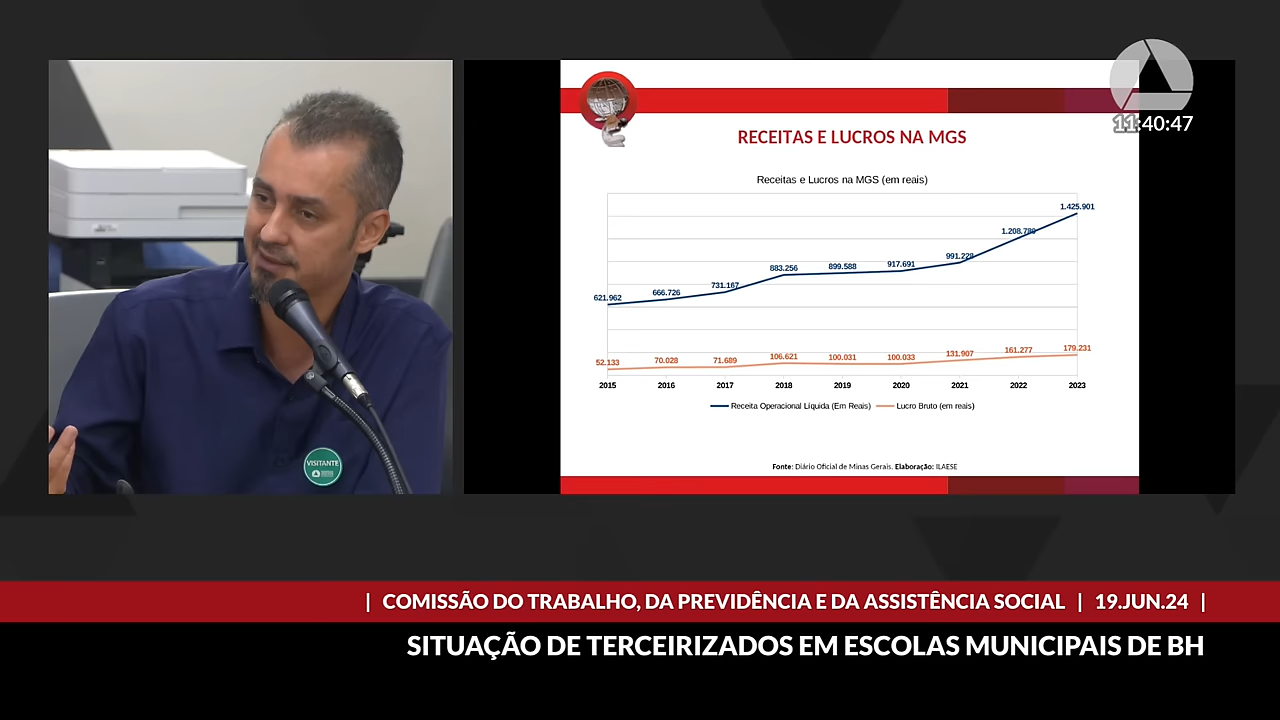 11:40:47
RECEITAS E LUCROS NA MGS
Receitas e Lucros na MGS (em reais)
621.962
666.726
731.167
883.256
899.588
917.691
991.229
1.208.789
1.425.901
52.133
70.028
71.689
106.621
100.031
100.033
131.907
161.277
179.231
2015 2016 2017 2018 2019 2020 2021 2022 2023
Receita Operacional Líquida (Em Reais) Lucro Bruto (em reais)
Fonte: Diário Oficial de Minas Gerais. Elaboração: ILAESE
VISITANTE
| COMISSÃO DO TRABALHO, DA PREVIDÊNCIA E DA ASSISTÊNCIA SOCIAL | 19.JUN.24 |
SITUAÇÃO DE TERCEIRIZADOS EM ESCOLAS MUNICIPAIS DE BH